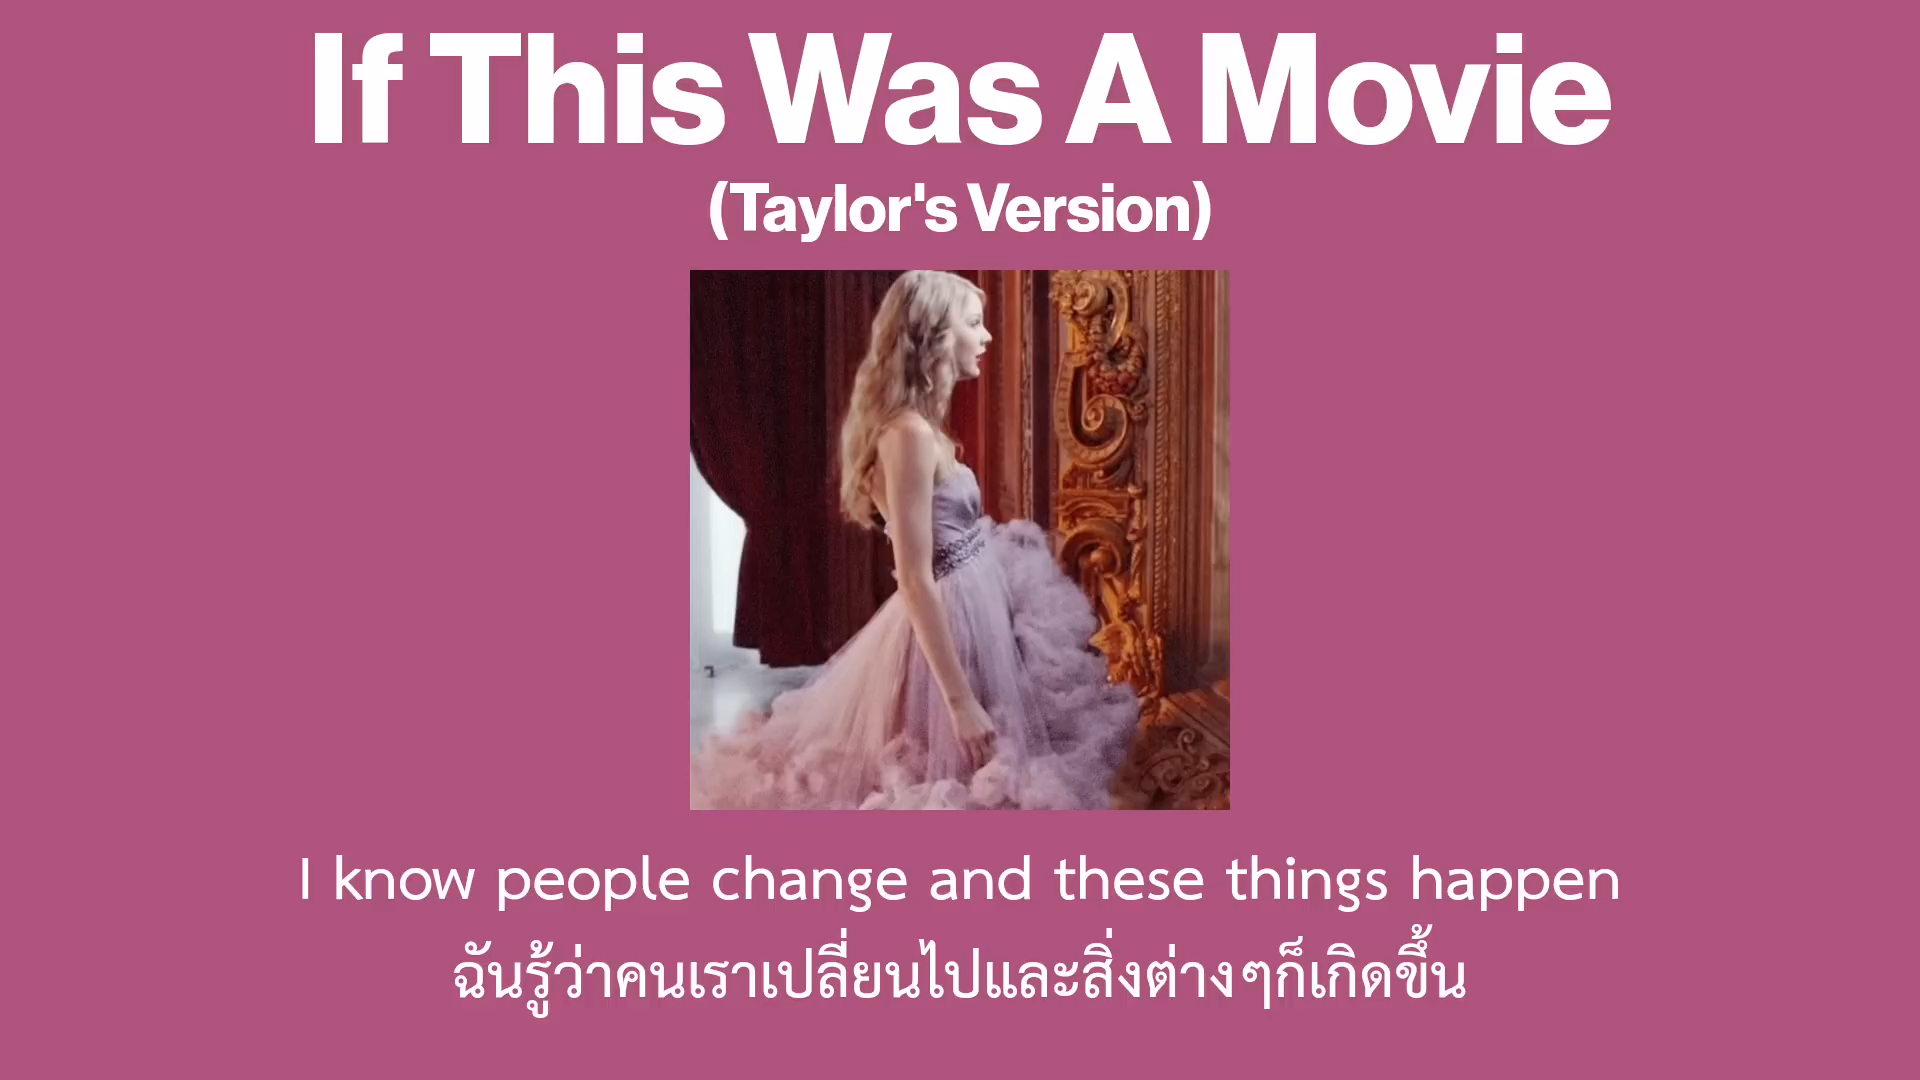 If This Was A Movie
(Taylor's Version)
I know people change and these things happen
ฉันรู้ว่าคนเราเปลี่ยนไปและสิ่งต่างๆก็เกิดขึ้น